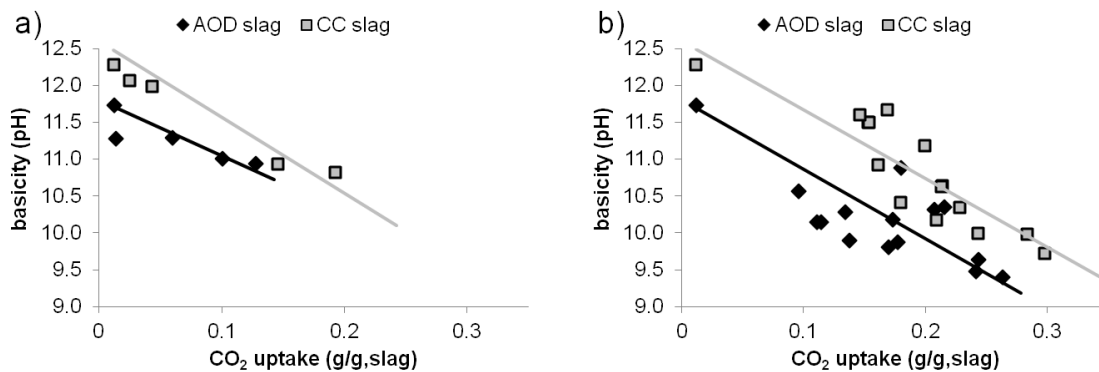 a)
AOD slag
CC slag
12.5
12.0
11.5
11.0
10.5
10.0
9.5
9.0
basicity (pH)
0
0.1
0.2
0.3
CO₂ uptake (g/g,slag)
b)
AOD slag
CC slag
12.5
12.0
11.5
11.0
10.5
10.0
9.5
9.0
basicity (pH)
0
0.1
0.2
0.3
CO₂ uptake (g/g,slag)